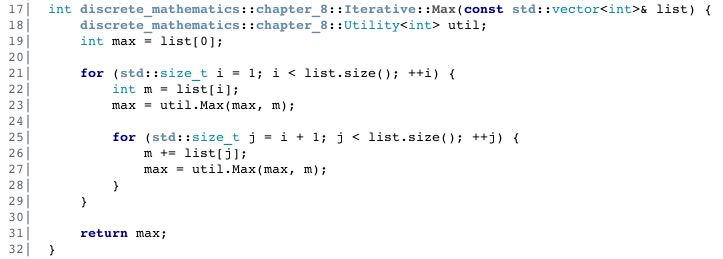 17| int discrete_mathematics::chapter_8::Iterative::Max(const std::vector<int>& list) {
18|     discrete_mathematics::chapter_8::Utility<int> util;
19|     int max = list[0];
20|
21|     for (std::size_t i = 1; i < list.size(); ++i) {
22|         int m = list[i];
23|         max = util.Max(max, m);
24|
25|         for (std::size_t j = i + 1; j < list.size(); ++j) {
26|             m += list[j];
27|             max = util.Max(max, m);
28|         }
29|     }
30|
31|     return max;
32| }